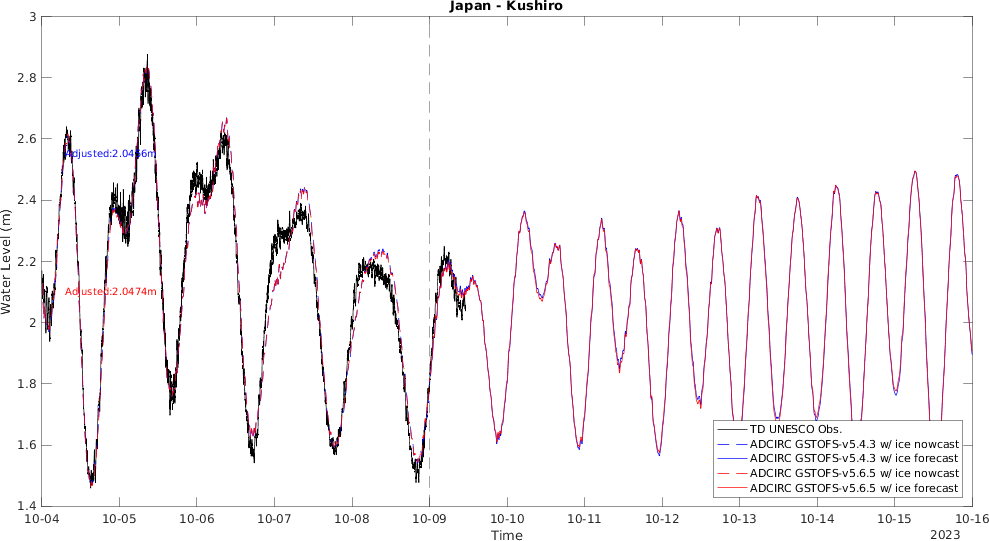 Japan - Kushiro
3
2.8
2.6
2.4
2.2
2
1.8
1.6
1.4
Water Level (m)
Adjusted:2.0466m
Adjusted:2.0474m
TD UNESCO Obs.
ADCIRC GSTOFS-v5.4.3 w/ ice nowcast
ADCIRC GSTOFS-v5.4.3 w/ ice forecast
ADCIRC GSTOFS-v5.6.5 w/ ice nowcast
ADCIRC GSTOFS-v5.6.5 w/ ice forecast
10-04 10-05 10-06 10-07 10-08 10-09 10-10 10-11 10-12 10-13 10-14 10-15 10-16
Time
2023